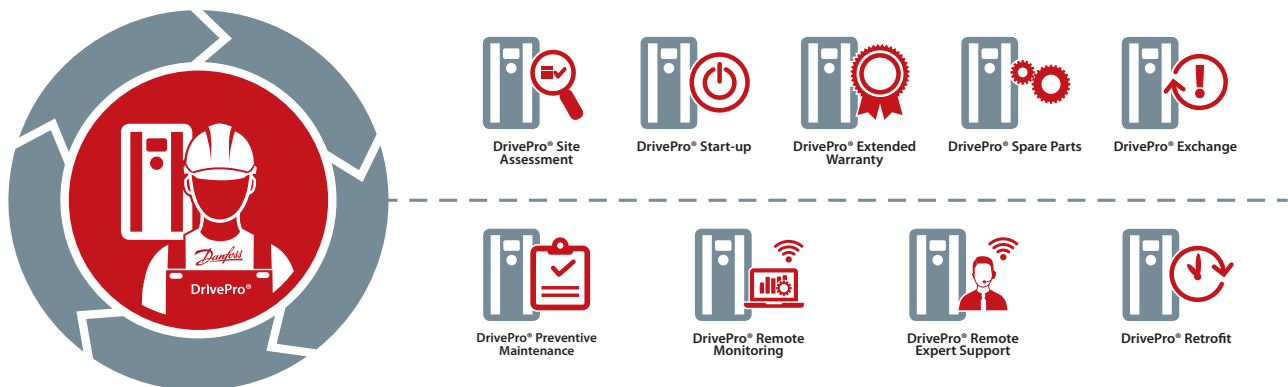 Danfoss
DrivePro®
DrivePro® Site
Assessment
DrivePro® Start-up
DrivePro® Extended
Warranty
DrivePro® Spare Parts
DrivePro® Exchange
DrivePro® Preventive
Maintenance
DrivePro® Remote
Monitoring
DrivePro® Remote
Expert Support
DrivePro® Retrofit